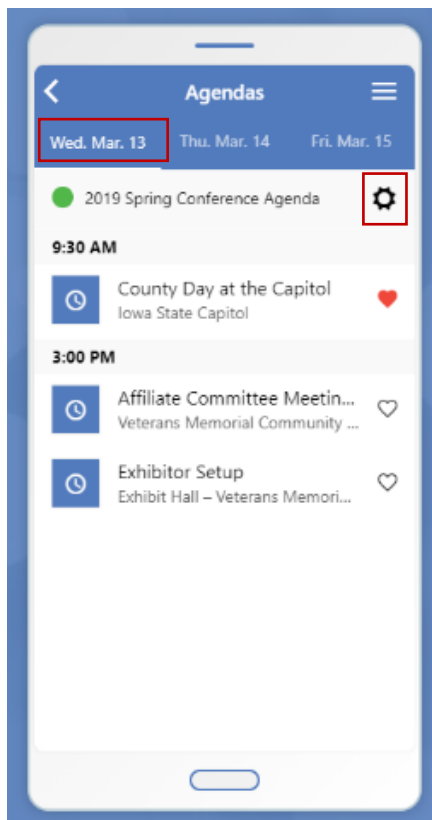 Agendas
Wed. Mar. 13 Thu. Mar. 14 Fri. Mar. 15
2019 Spring Conference Agenda
9:30 AM
County Day at the Capitol
Iowa State Capitol
3:00 PM
Affiliate Committee Meetin...
Veterans Memorial Community ...
Exhibitor Setup
Exhibit Hall – Veterans Memori...